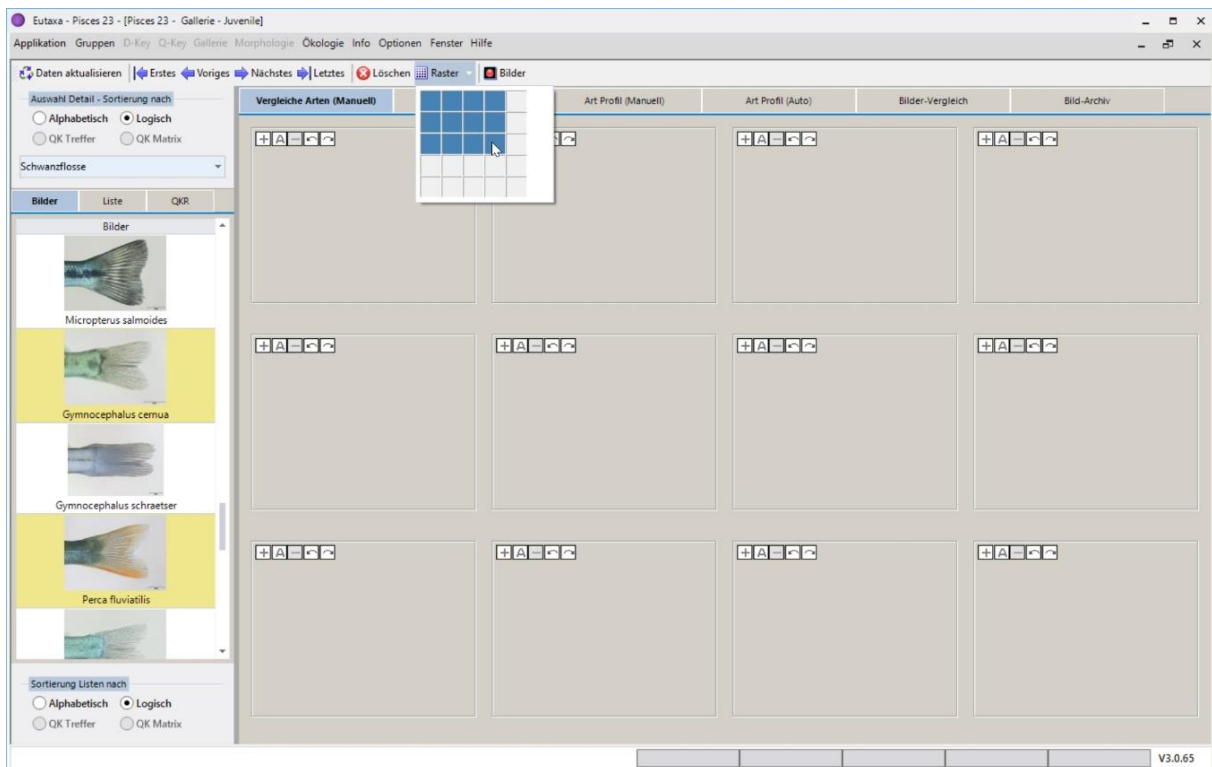 Eutaxa - Pisces 23 - [Pisces 23 - Gallerie - Juvenile]
Applikation Gruppen D-Key Q-Key Gallerie Morphologie Ökologie Info Optionen Fenster Hilfe
Daten aktualisieren Erstes Voriges Nächstes Letztes Löschen Raster Bilder
Auswahl Detail - Sortierung nach
Alphabetisch Logisch
QK Treffer QK Matrix
Schwanzflosse
Bilder Liste QKR
Bilder
Micropterus salmoides
Gymnocephalus cernua
Gymnocephalus schraetser
Perca fluviatilis
Sortierung Listen nach
Alphabetisch Logisch
QK Treffer QK Matrix
Vergleiche Arten (Manuell) Art Profil (Manuell) Art Profil (Auto) Bilder-Vergleich Bild-Archiv
+ A - + A - + A -
+ A - + A - + A - + A -
+ A - + A - + A - + A -
V3.0.65